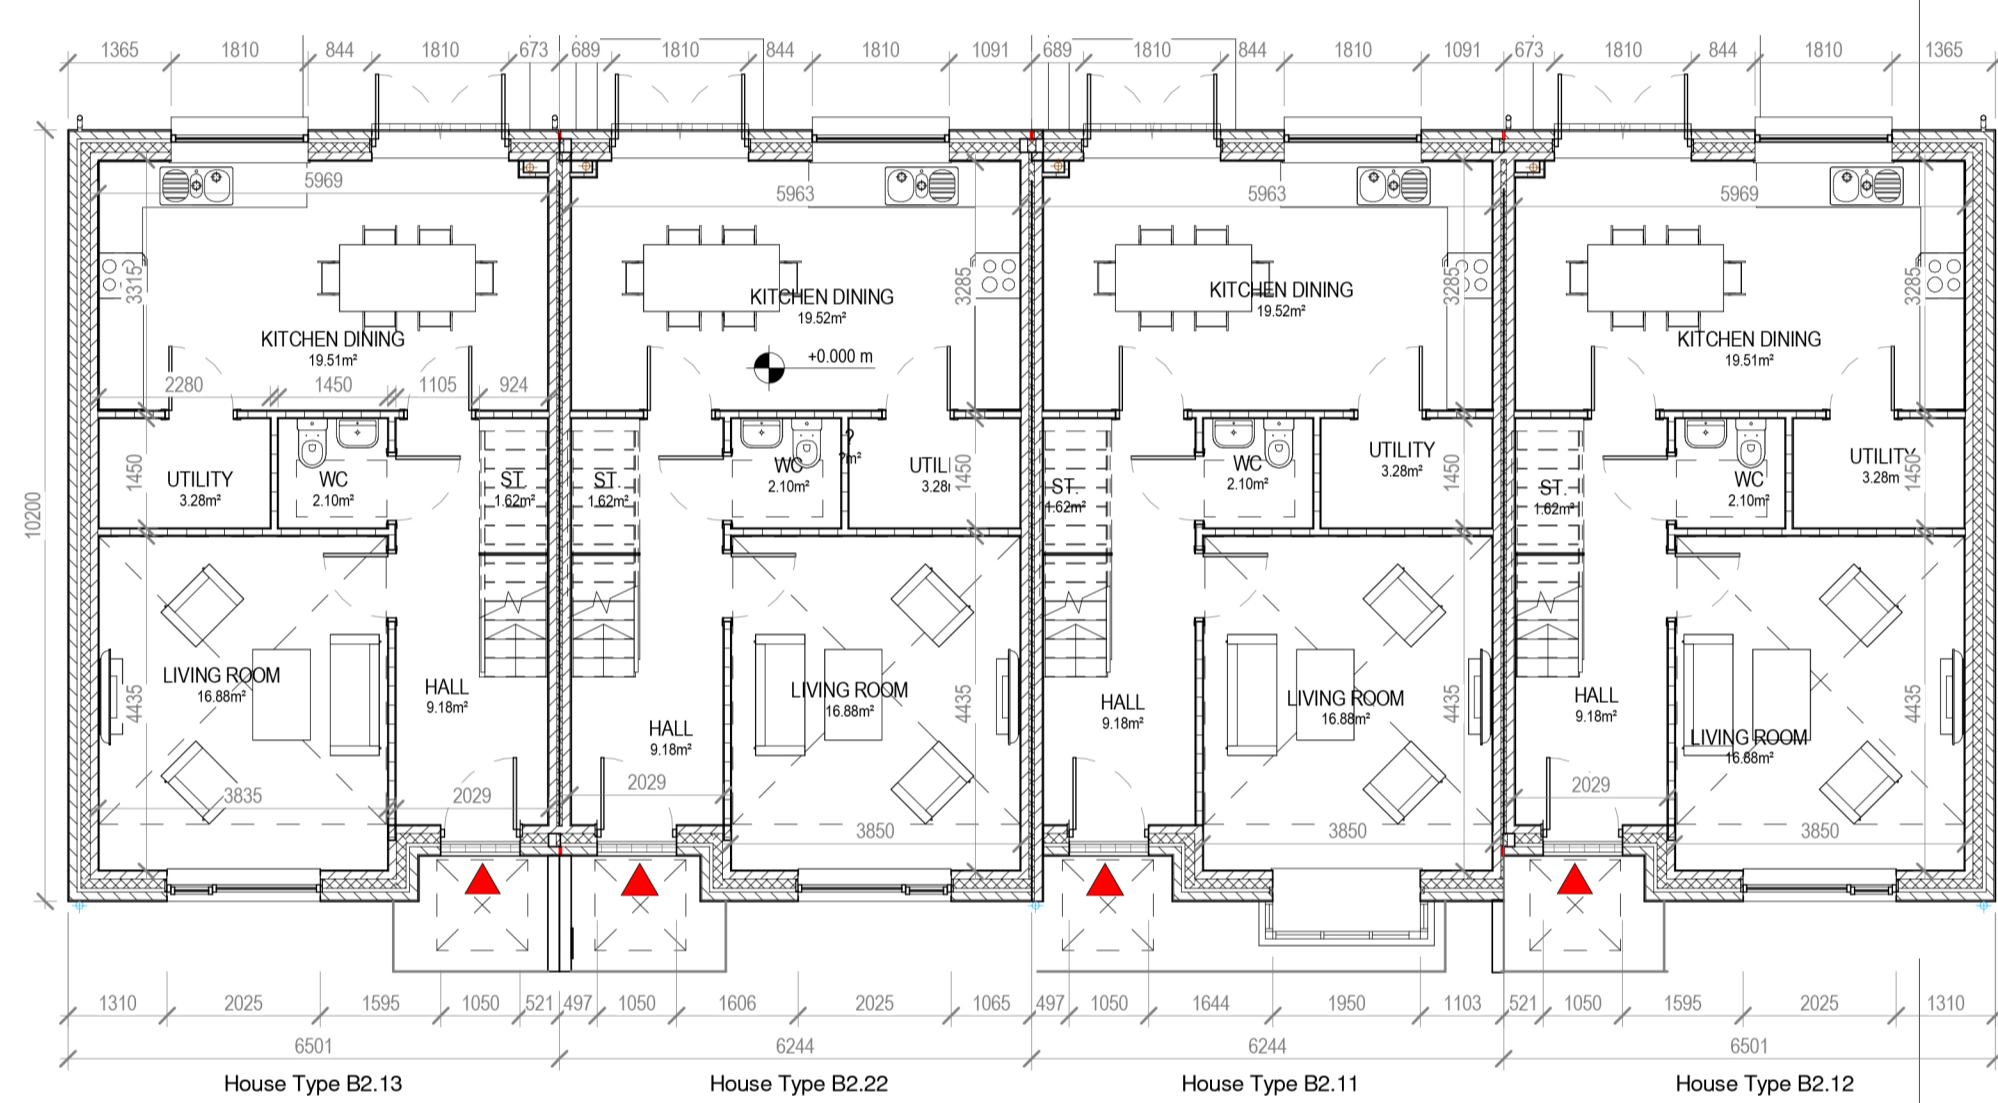 1365 1810 844 1810 673 689 1810 844 1810 1091 689 1810 844 1810 1091 673 1810 844 1810 1365
5969 5963 5963 5969
3315 3285 3285 3285
KITCHEN DINING
19.51m²
KITCHEN DINING
19.52m²
+0.000 m
KITCHEN DINING
19.52m²
KITCHEN DINING
19.51m²
2280 1450 1105 924
10200
1450
UTILITY
3.28m²
WC
2.10m²
ST.
1.62m²
ST.
1.62m²
WC
2.10m²
?
?m²
UTIL
3.28
1450
ST.
1.62m²
WC
2.10m²
UTILITY
3.28m²
1450
ST.
1.62m²
WC
2.10m²
UTILITY
3.28m
1450
LIVING ROOM
16.88m²
4435
HALL
9.18m²
HALL
9.18m²
LIVING ROOM
16.88m²
4435
HALL
9.18m²
LIVING ROOM
16.88m²
4435
HALL
9.18m²
LIVING ROOM
16.88m²
4435
3835 2029 2029 3850 3850 2029 3850
1310 2025 1595 1050 521 497 1050 1606 2025 1065 497 1050 1644 1950 1103 521 1050 1595 2025 1310
6501 6244 6244 6501
House Type B2.13 House Type B2.22 House Type B2.11 House Type B2.12